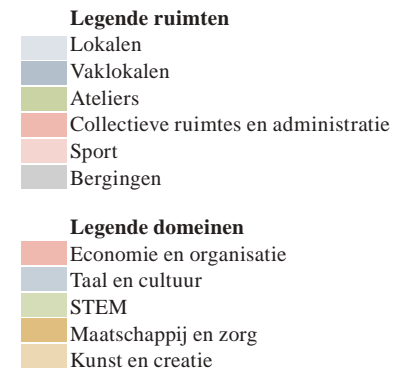 Legende ruimten
Lokalen
Vaklokalen
Ateliers
Collectieve ruimtes en administratie
Sport
Bergingen
Legende domeinen
Economie en organisatie
Taal en cultuur
STEM
Maatschappij en zorg
Kunst en creatie